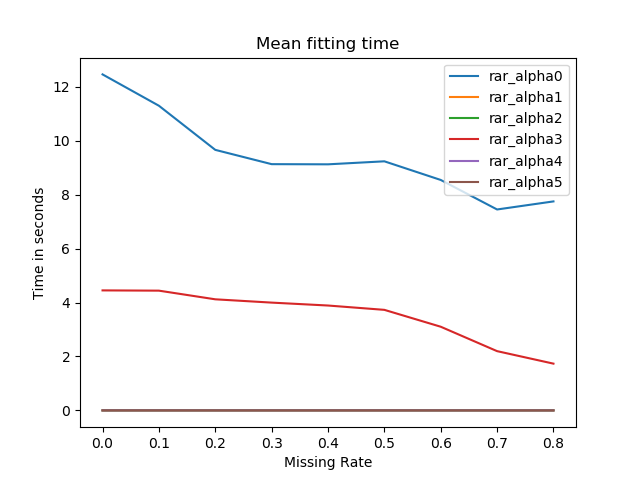 Mean fitting time
rar_alpha0
rar_alpha1
rar_alpha2
rar_alpha3
rar_alpha4
rar_alpha5
Time in seconds
12
10
8
6
4
2
0
0.0 0.1 0.2 0.3 0.4 0.5 0.6 0.7 0.8
Missing Rate